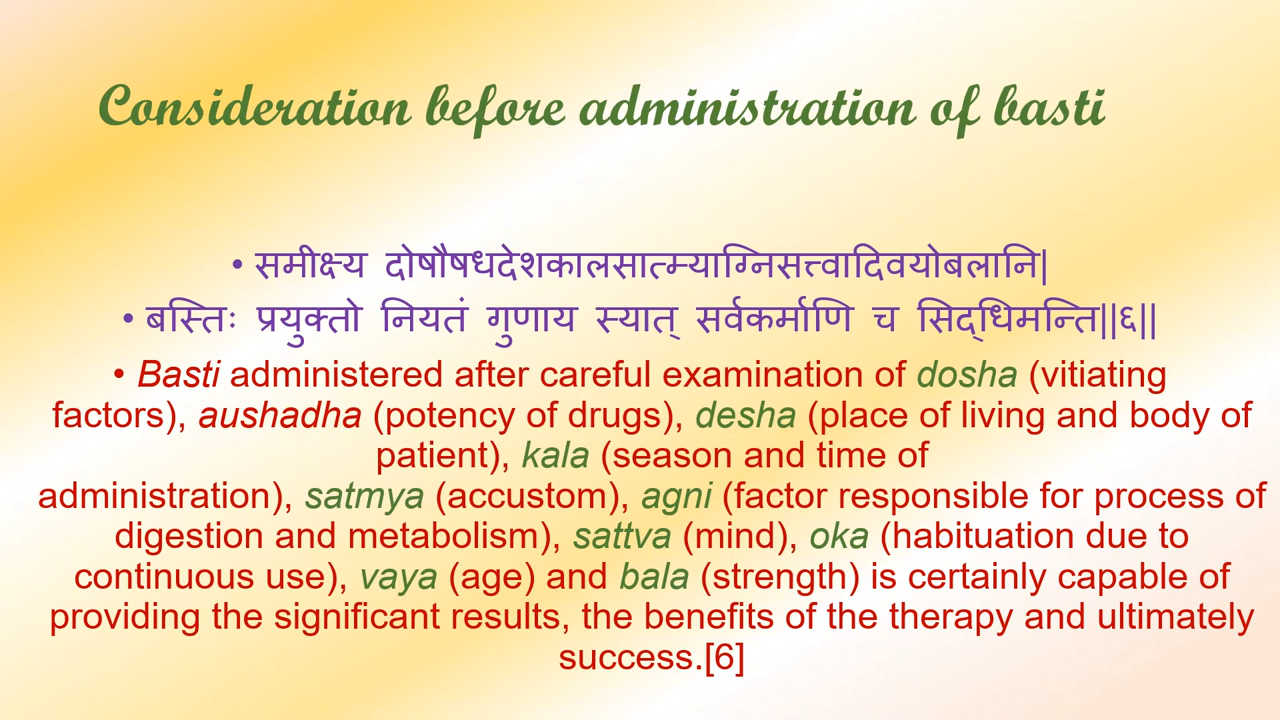 Consideration before administration of basti
• समीक्ष्य दोषौषधदेशकालसात्म्याग्निसत्त्वादिवयोबलानि|
• बस्तिः प्रयुक्तो नियतं गुणाय स्यात् सर्वकर्माणि च सिद्धिमन्ति||६||
• Basti administered after careful examination of dosha (vitiating
factors), aushadha (potency of drugs), desha (place of living and body of
patient), kala (season and time of
administration), satmya (accustom), agni (factor responsible for process of
digestion and metabolism), sattva (mind), oka (habituation due to
continuous use), vaya (age) and bala (strength) is certainly capable of
providing the significant results, the benefits of the therapy and ultimately
success.[6]